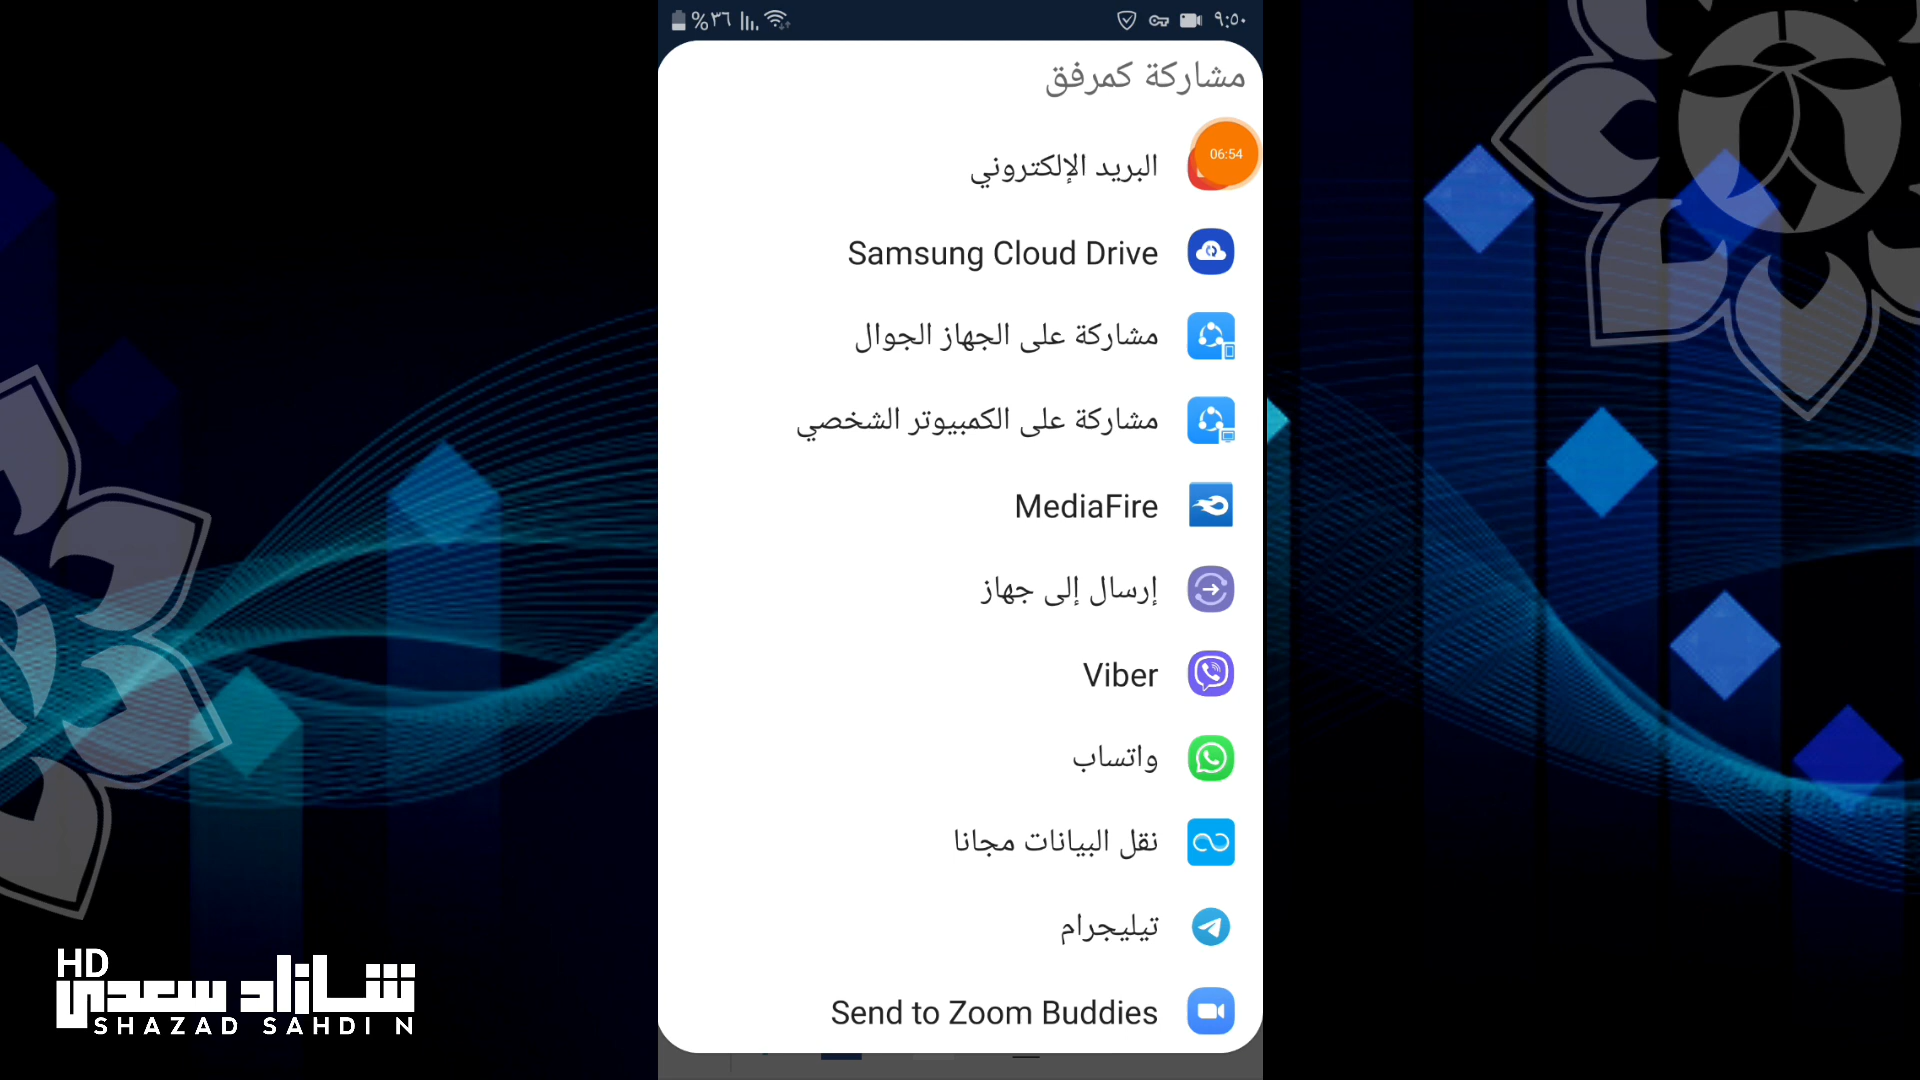 ٩:٥٠
%٣٦
مشاركة كمرفق
06:54
البريد الإلكتروني
Samsung Cloud Drive
مشاركة على الجهاز الجوال
مشاركة على الكمبيوتر الشخصي
MediaFire
إرسال إلى جهاز
Viber
واتساب
نقل البيانات مجانا
تيليجرام
Send to Zoom Buddies
HD
شازاد سعدي
SHAZAD SAHDI N